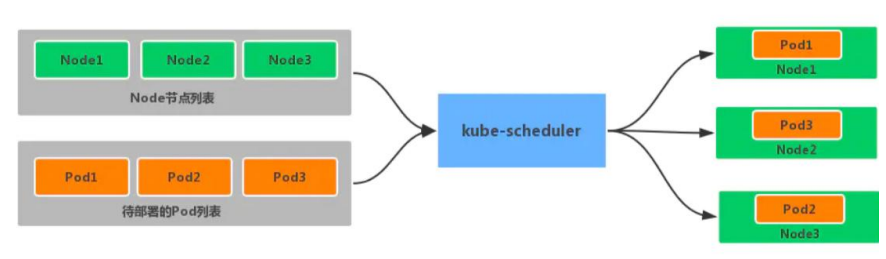 Node1
Node2
Node3
Node节点列表
Pod1
Pod2
Pod3
待部署的Pod列表
kube-scheduler
Pod1
Node1
Pod3
Node2
Pod2
Node3